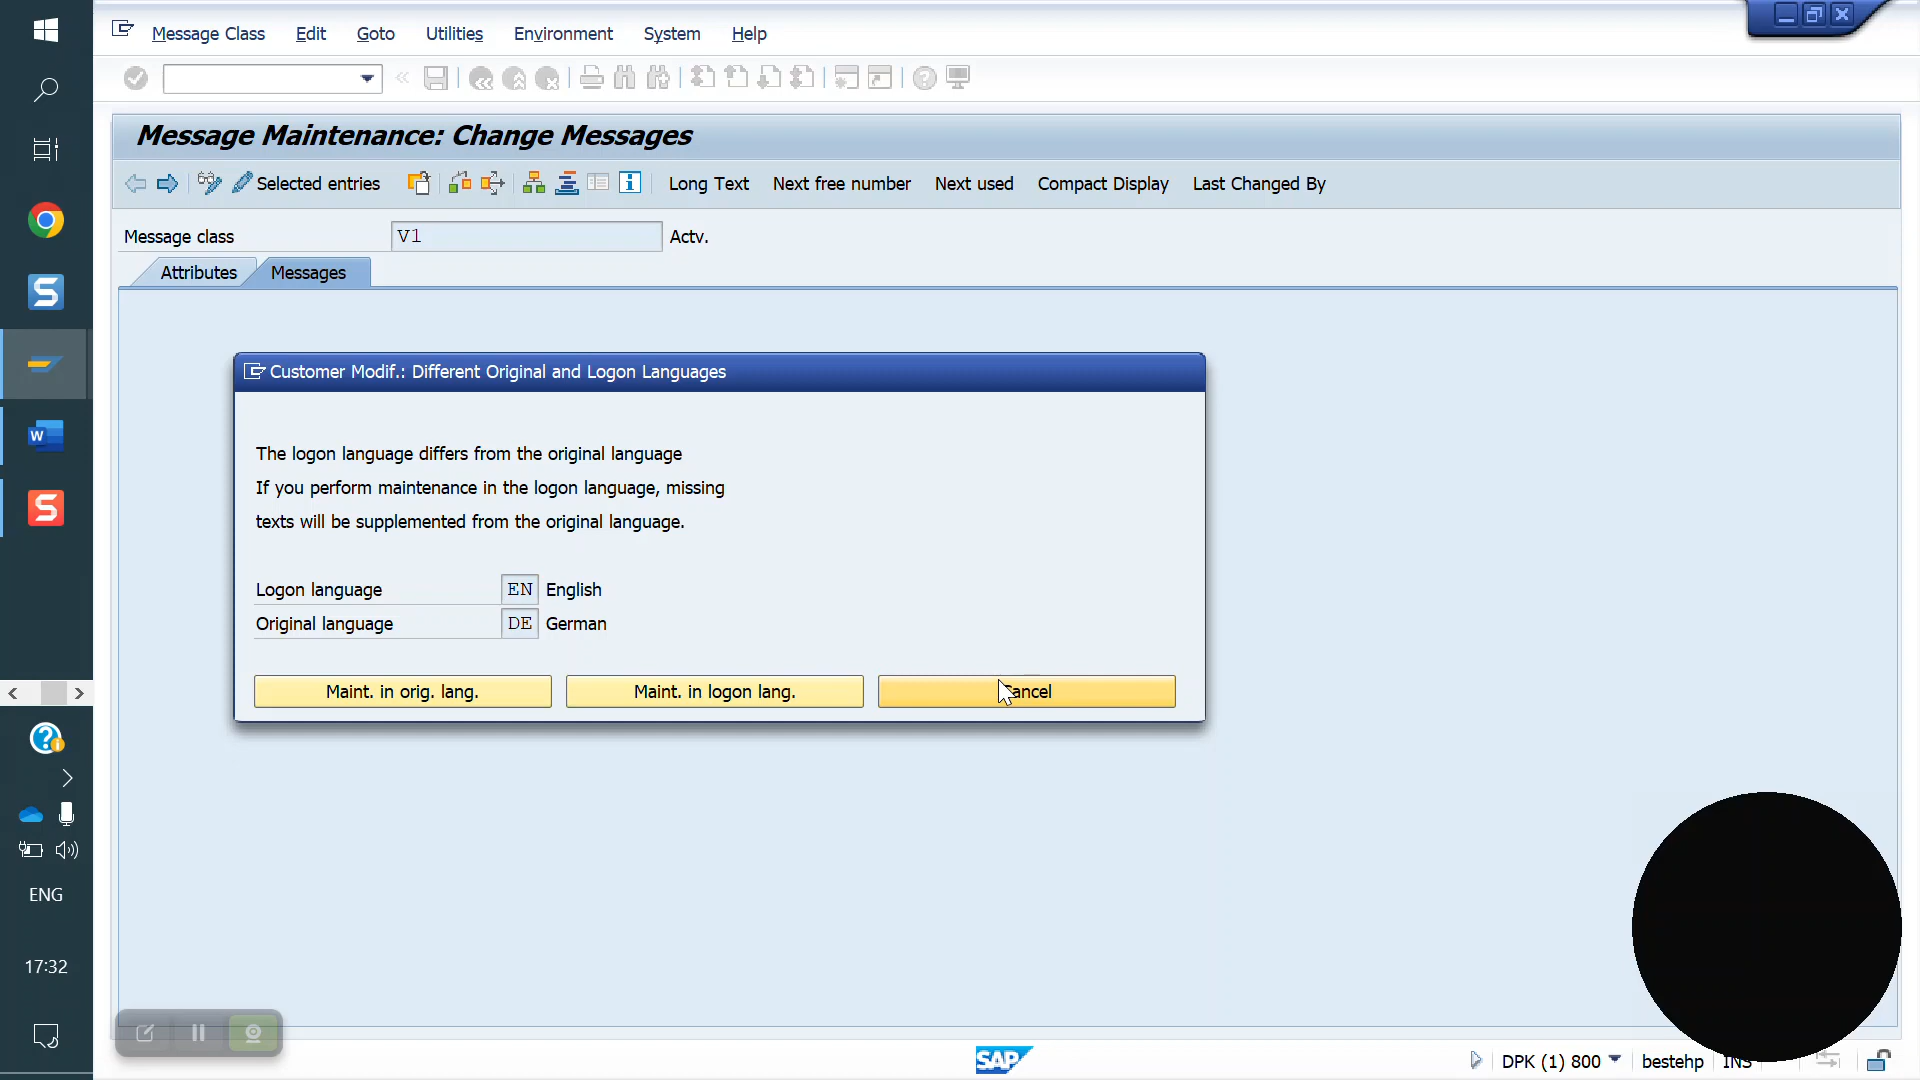 Message Class Edit Goto Utilities Environment System Help
Message Maintenance: Change Messages
Selected entries Long Text Next free number Next used Compact Display Last Changed By
Message class V1 Actv.
Attributes Messages
Customer Modif.: Different Original and Logon Languages
The logon language differs from the original language
If you perform maintenance in the logon language, missing
texts will be supplemented from the original language.
Logon language EN English
Original language DE German
Maint. in orig. lang. Maint. in logon lang. Cancel
ENG
17:32
SAP DPK (1) 800 bestehp INS